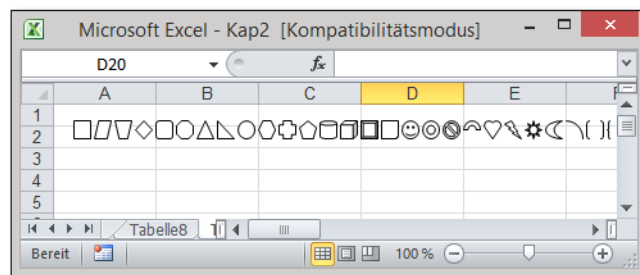 Microsoft Excel - Kap2 [Kompatibilitätsmodus]
D20 fx
A B C D E F
1
2
3
4
5
Tabelle8
Bereit 100 %